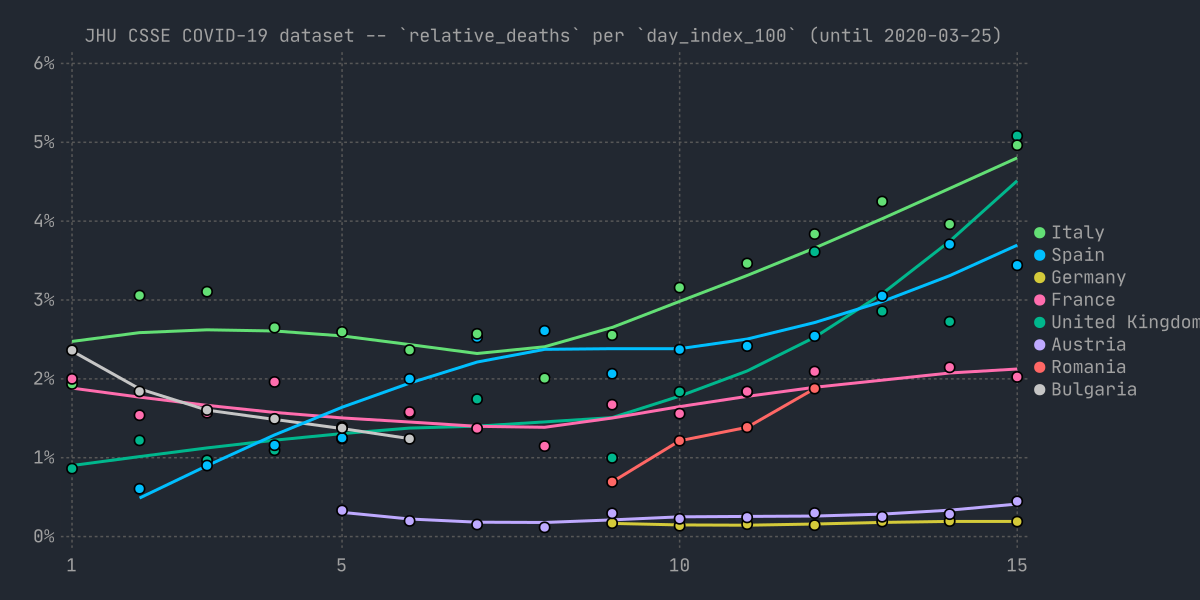 JHU CSSE COVID-19 dataset -- `relative_deaths` per `day_index_100` (until 2020-03-25)
6%
5%
4%
3%
2%
1%
0%
1 5 10 15
Italy
Spain
Germany
France
United Kingdom
Austria
Romania
Bulgaria